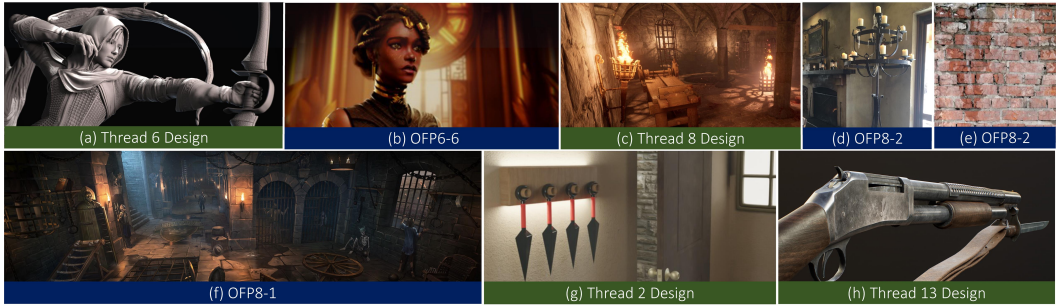 (a) Thread 6 Design
(b) OFP6-6
(c) Thread 8 Design
(d) OFP8-2
(e) OFP8-2
(f) OFP8-1
(g) Thread 2 Design
(h) Thread 13 Design